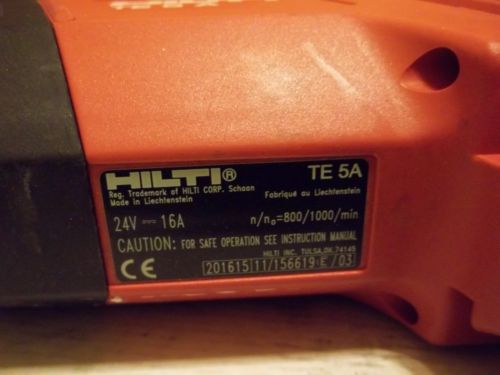 HILTI® TE 5A
Reg. Trademark of HILTI CORP. Schaan Fabriqué au Liechtenstein
Made in Liechtenstein
24V ⎓ 16A n/n₀=800/1000/min
CAUTION: FOR SAFE OPERATION SEE INSTRUCTION MANUAL
HILTI INC. TULSA,OK.74145
CE 201615 11/156619 E /03